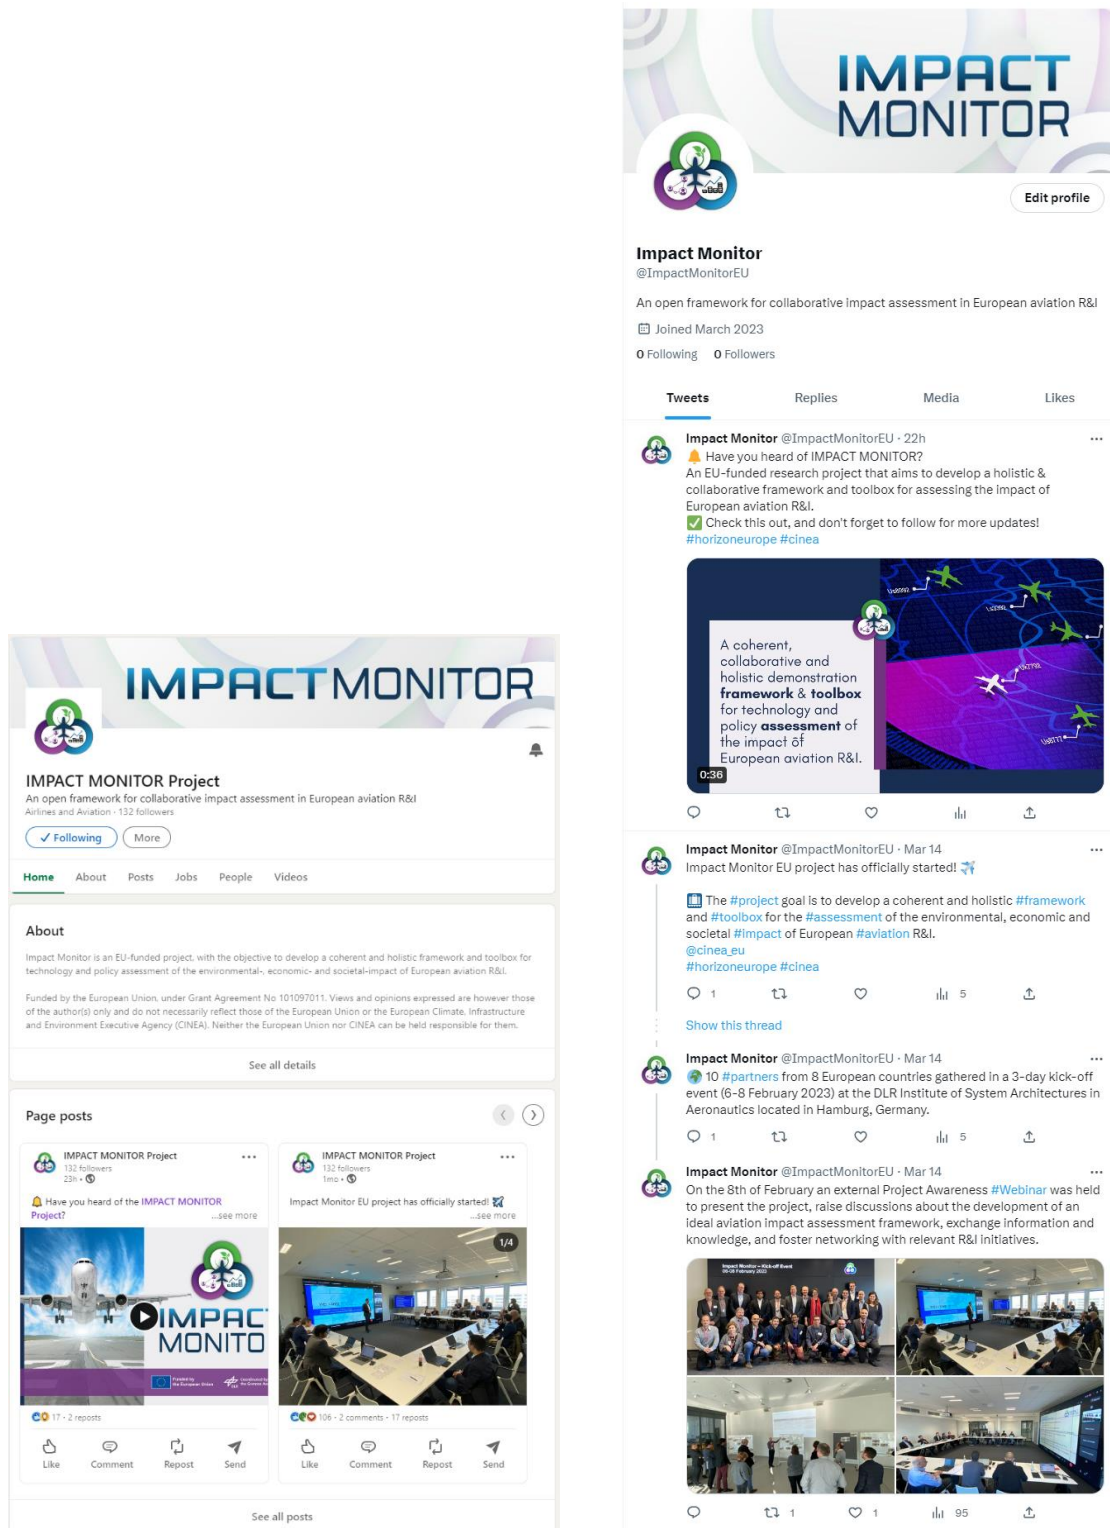 IMPACT
MONITOR
Edit profile
Impact Monitor
@ImpactMonitorEU
An open framework for collaborative impact assessment in European aviation R&I
Joined March 2023
0 Following 0 Followers
Tweets Replies Media Likes
Impact Monitor @ImpactMonitorEU · 22h
Have you heard of IMPACT MONITOR?
An EU-funded research project that aims to develop a holistic &
collaborative framework and toolbox for assessing the impact of
European aviation R&I.
Check this out, and don't forget to follow for more updates!
#horizoneurope #cinea
A coherent,
collaborative and
holistic demonstration
framework & toolbox
for technology and
policy assessment of
the impact of
European aviation R&I.
0:36
Impact Monitor @ImpactMonitorEU · Mar 14
Impact Monitor EU project has officially started!
The #project goal is to develop a coherent and holistic #framework
and #toolbox for the #assessment of the environmental, economic and
societal #impact of European #aviation R&I.
@cinea_eu
#horizoneurope #cinea
1 5
Show this thread
Impact Monitor @ImpactMonitorEU · Mar 14
10 #partners from 8 European countries gathered in a 3-day kick-off
event (6-8 February 2023) at the DLR Institute of System Architectures in
Aeronautics located in Hamburg, Germany.
1 5
Impact Monitor @ImpactMonitorEU · Mar 14
On the 8th of February an external Project Awareness #Webinar was held
to present the project, raise discussions about the development of an
ideal aviation impact assessment framework, exchange information and
knowledge, and foster networking with relevant R&I initiatives.
Impact Monitor – Kick-off Event
06-08 February 2023
1 1 95
IMPACTMONITOR
IMPACT MONITOR Project
An open framework for collaborative impact assessment in European aviation R&I
Airlines and Aviation · 132 followers
Following More
Home About Posts Jobs People Videos
About
Impact Monitor is an EU-funded project, with the objective to develop a coherent and holistic framework and toolbox for
technology and policy assessment of the environmental-, economic- and societal-impact of European aviation R&I.
Funded by the European Union, under Grant Agreement No 101097011. Views and opinions expressed are however those
of the author(s) only and do not necessarily reflect those of the European Union or the European Climate, Infrastructure
and Environment Executive Agency (CINEA). Neither the European Union nor CINEA can be held responsible for them.
See all details
Page posts
IMPACT MONITOR Project
132 followers
23h •
Have you heard of the IMPACT MONITOR
Project? ...see more
IMPAC
MONITO
Funded by
the European Union
17 · 2 reposts
Like Comment Repost Send
IMPACT MONITOR Project
132 followers
1mo •
Impact Monitor EU project has officially started!
...see more
1/4
106 · 2 comments · 17 reposts
Like Comment Repost Send
See all posts